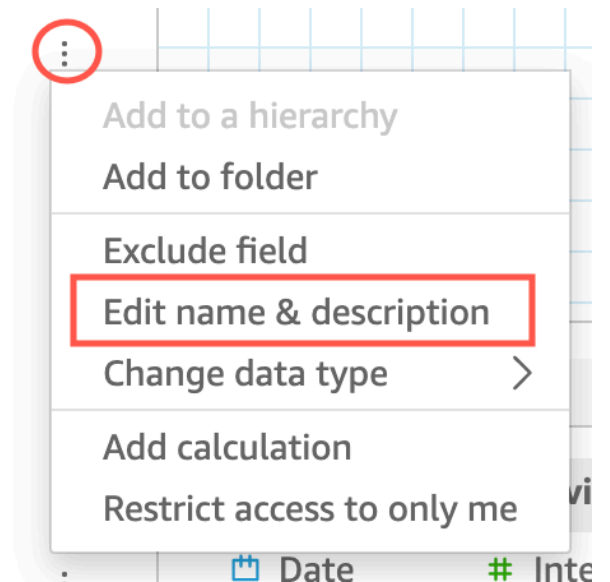 Add to a hierarchy
Add to folder
Exclude field
Edit name & description
Change data type
Add calculation
Restrict access to only me
Date